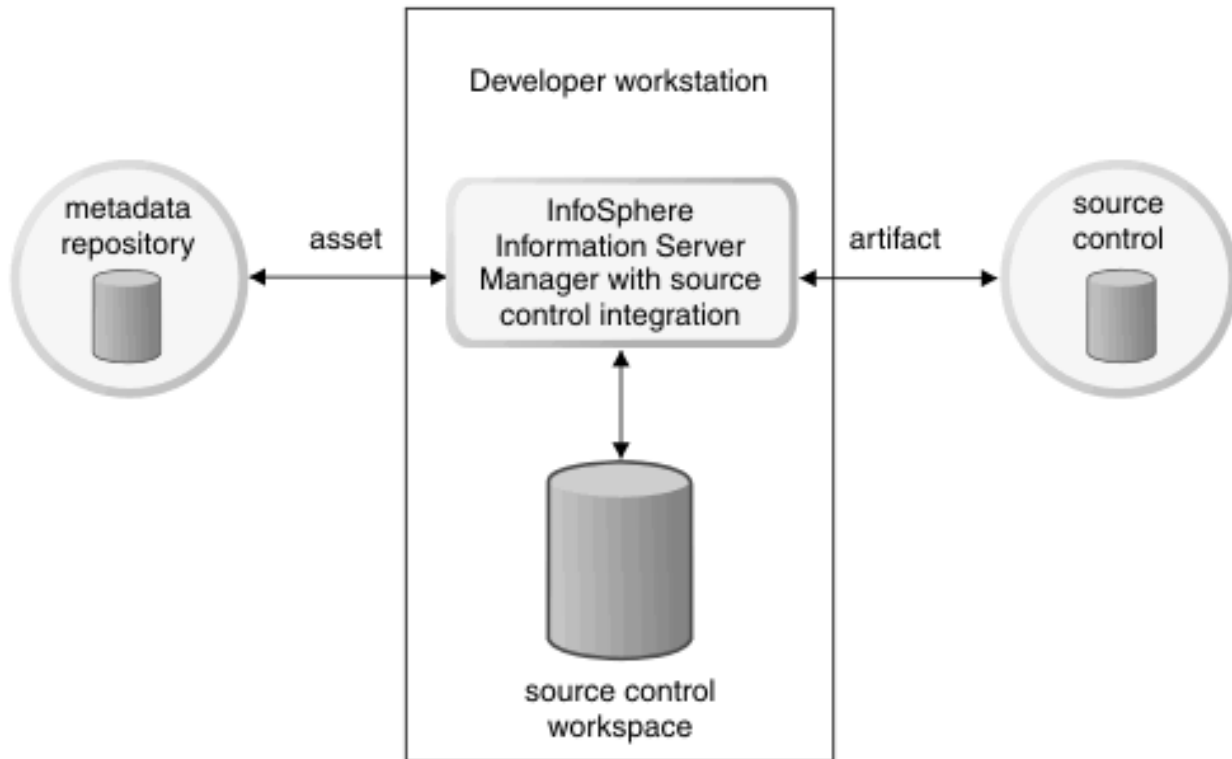 Developer workstation
metadata
repository
asset
InfoSphere
Information Server
Manager with source
control integration
artifact
source
control
source control
workspace